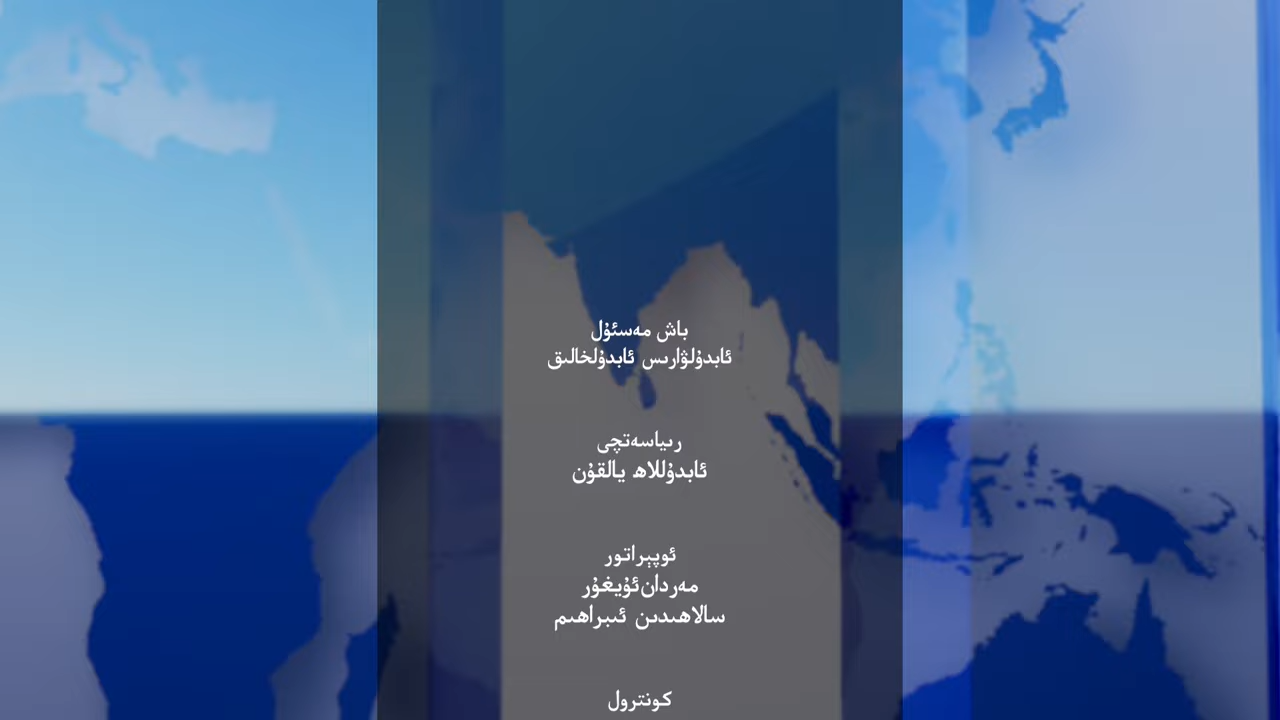 باش مەسئۇل
ئابدۇلۋارىس ئابدۇلخالىق
رىياسەتچى
ئابدۇللاھ يالقۇن
ئوپېراتور
مەردان ئۇيغۇر
سالاھىدىن ئىبراھىم
كونترول